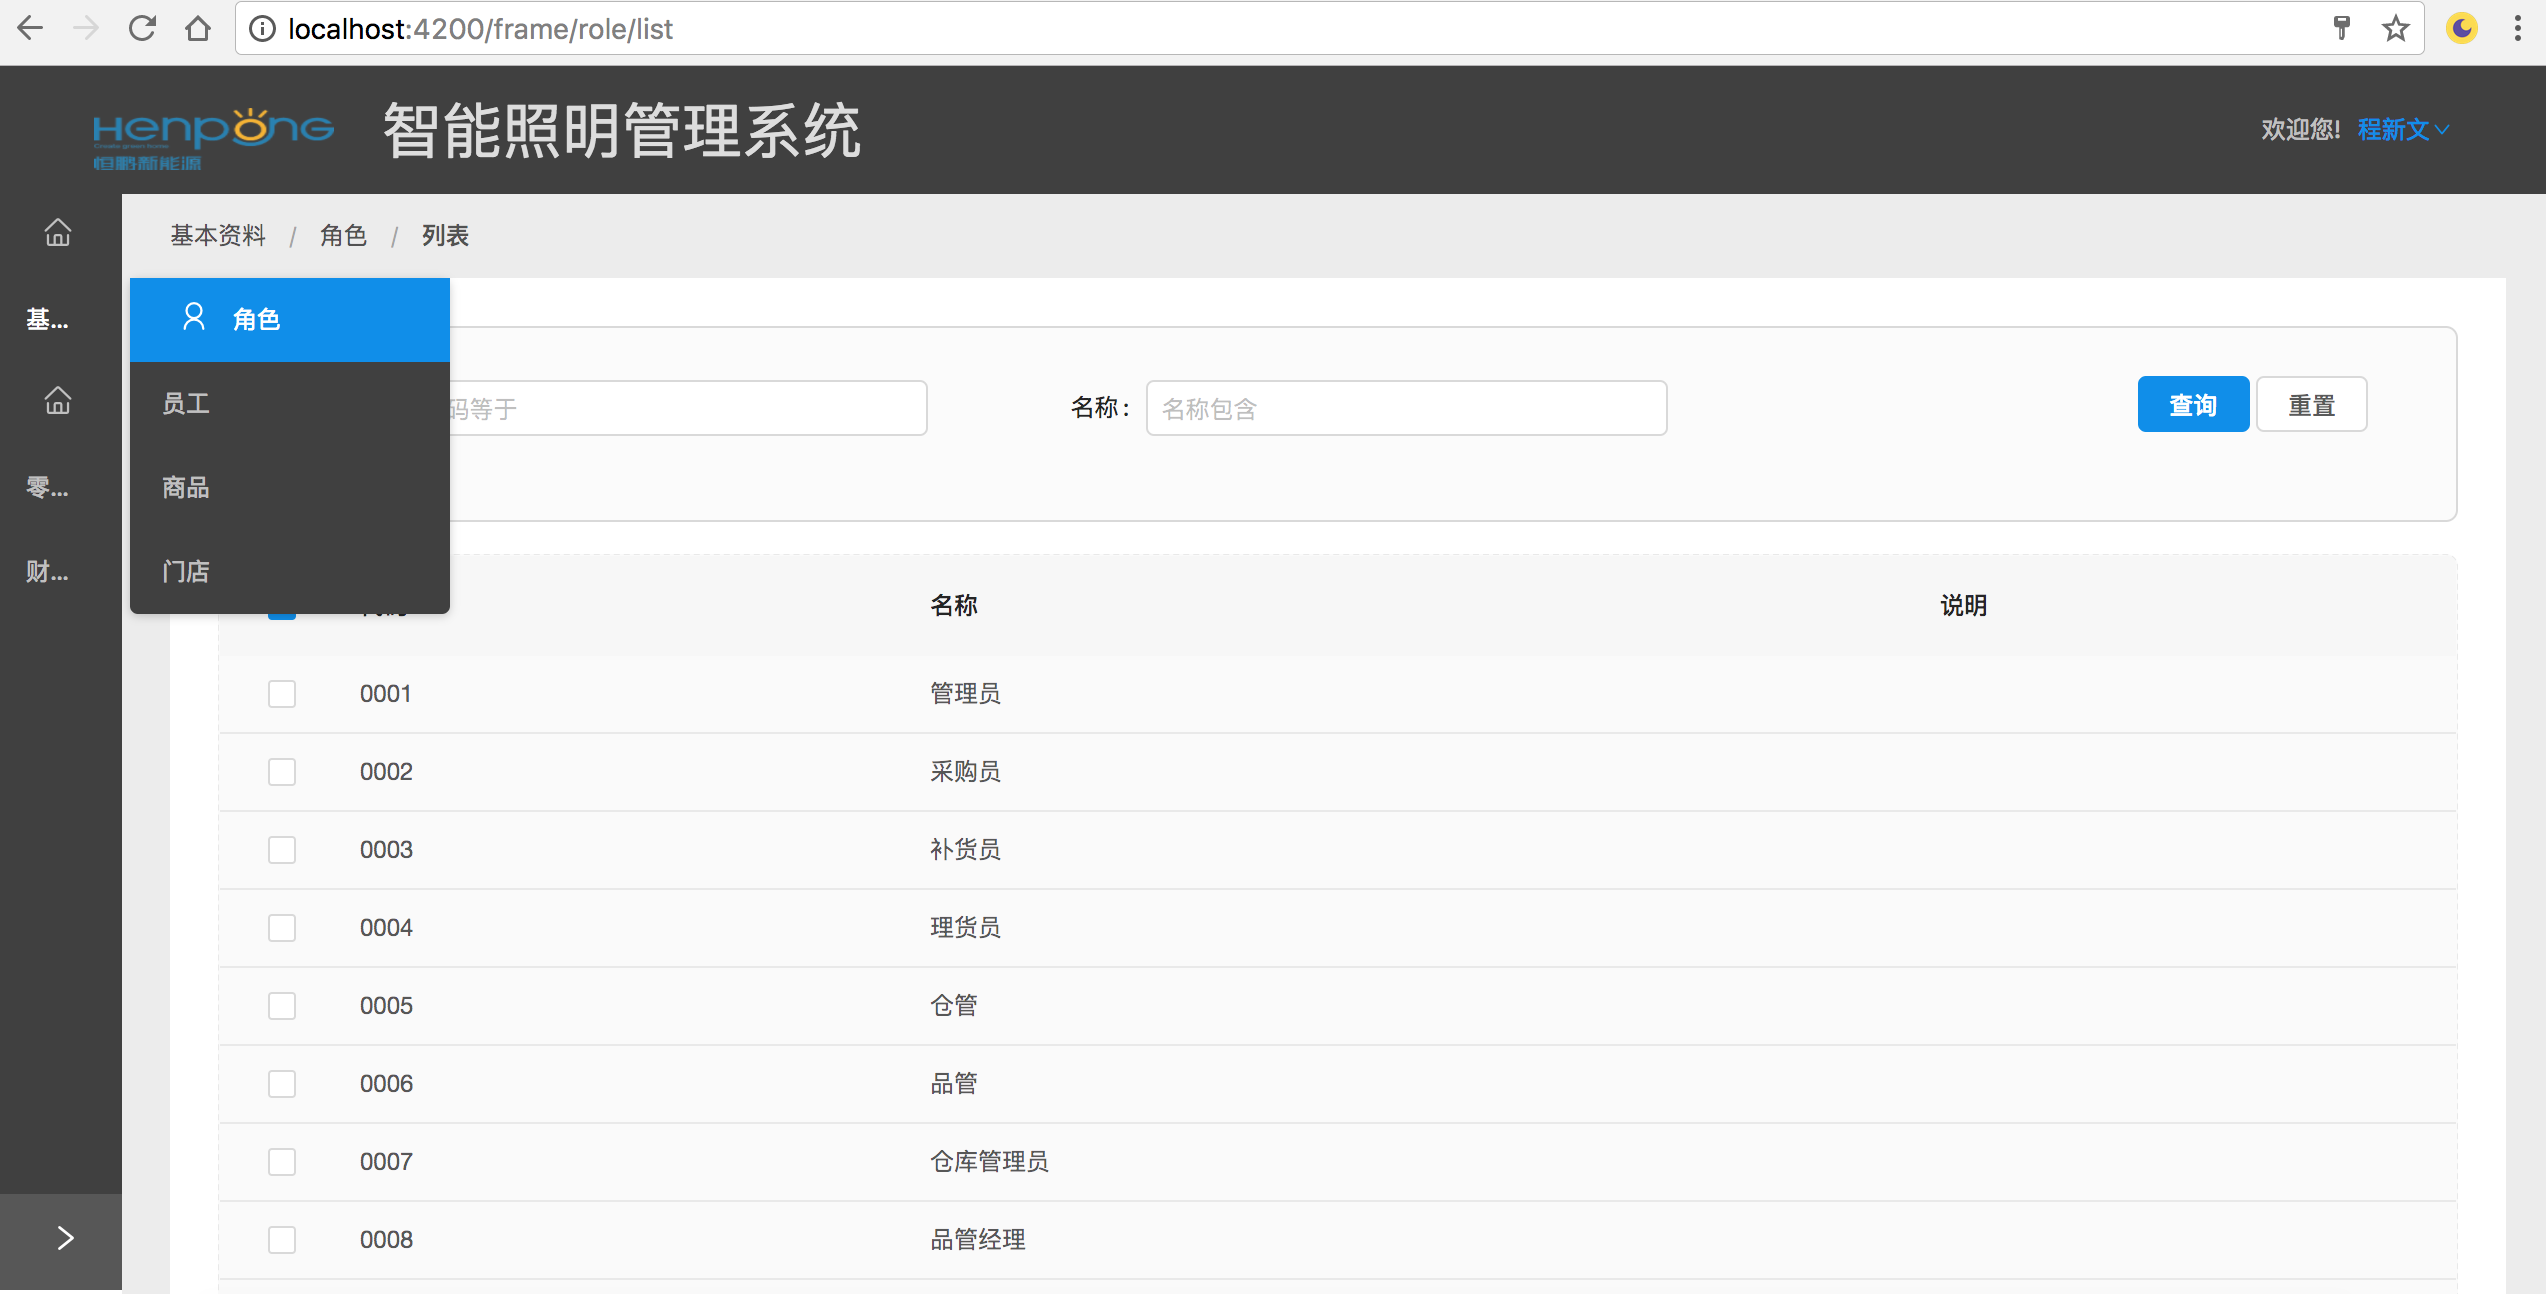 localhost:4200/frame/role/list
Henpong
智能照明管理系统
欢迎您! 程新文
恒鹏新能源
基本资料 / 角色 / 列表
基...
角色
员工
码等于
名称:
名称包含
查询
重置
零...
商品
财...
门店
名称
说明
0001 管理员
0002 采购员
0003 补货员
0004 理货员
0005 仓管
0006 品管
0007 仓库管理员
0008 品管经理